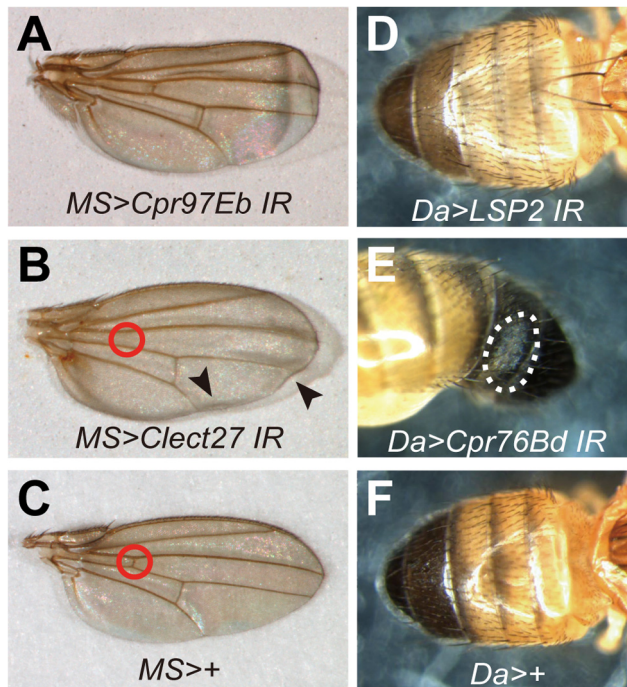 A
MS>Cpr97Eb IR
B
MS>Clect27 IR
C
MS>+
D
Da>LSP2 IR
E
Da>Cpr76Bd IR
F
Da>+